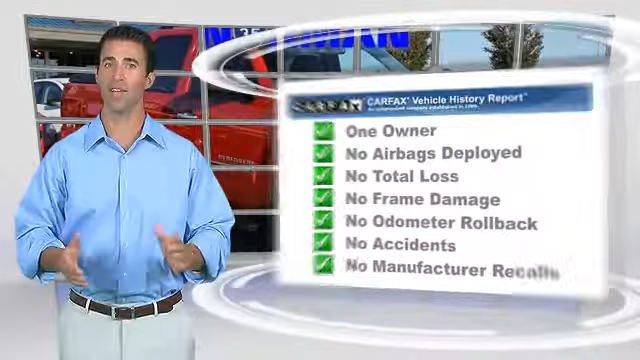 CARFAX
CARFAX Vehicle History Report™
One Owner
No Airbags Deployed
No Total Loss
No Frame Damage
No Odometer Rollback
No Accidents
No Manufacturer Recalls